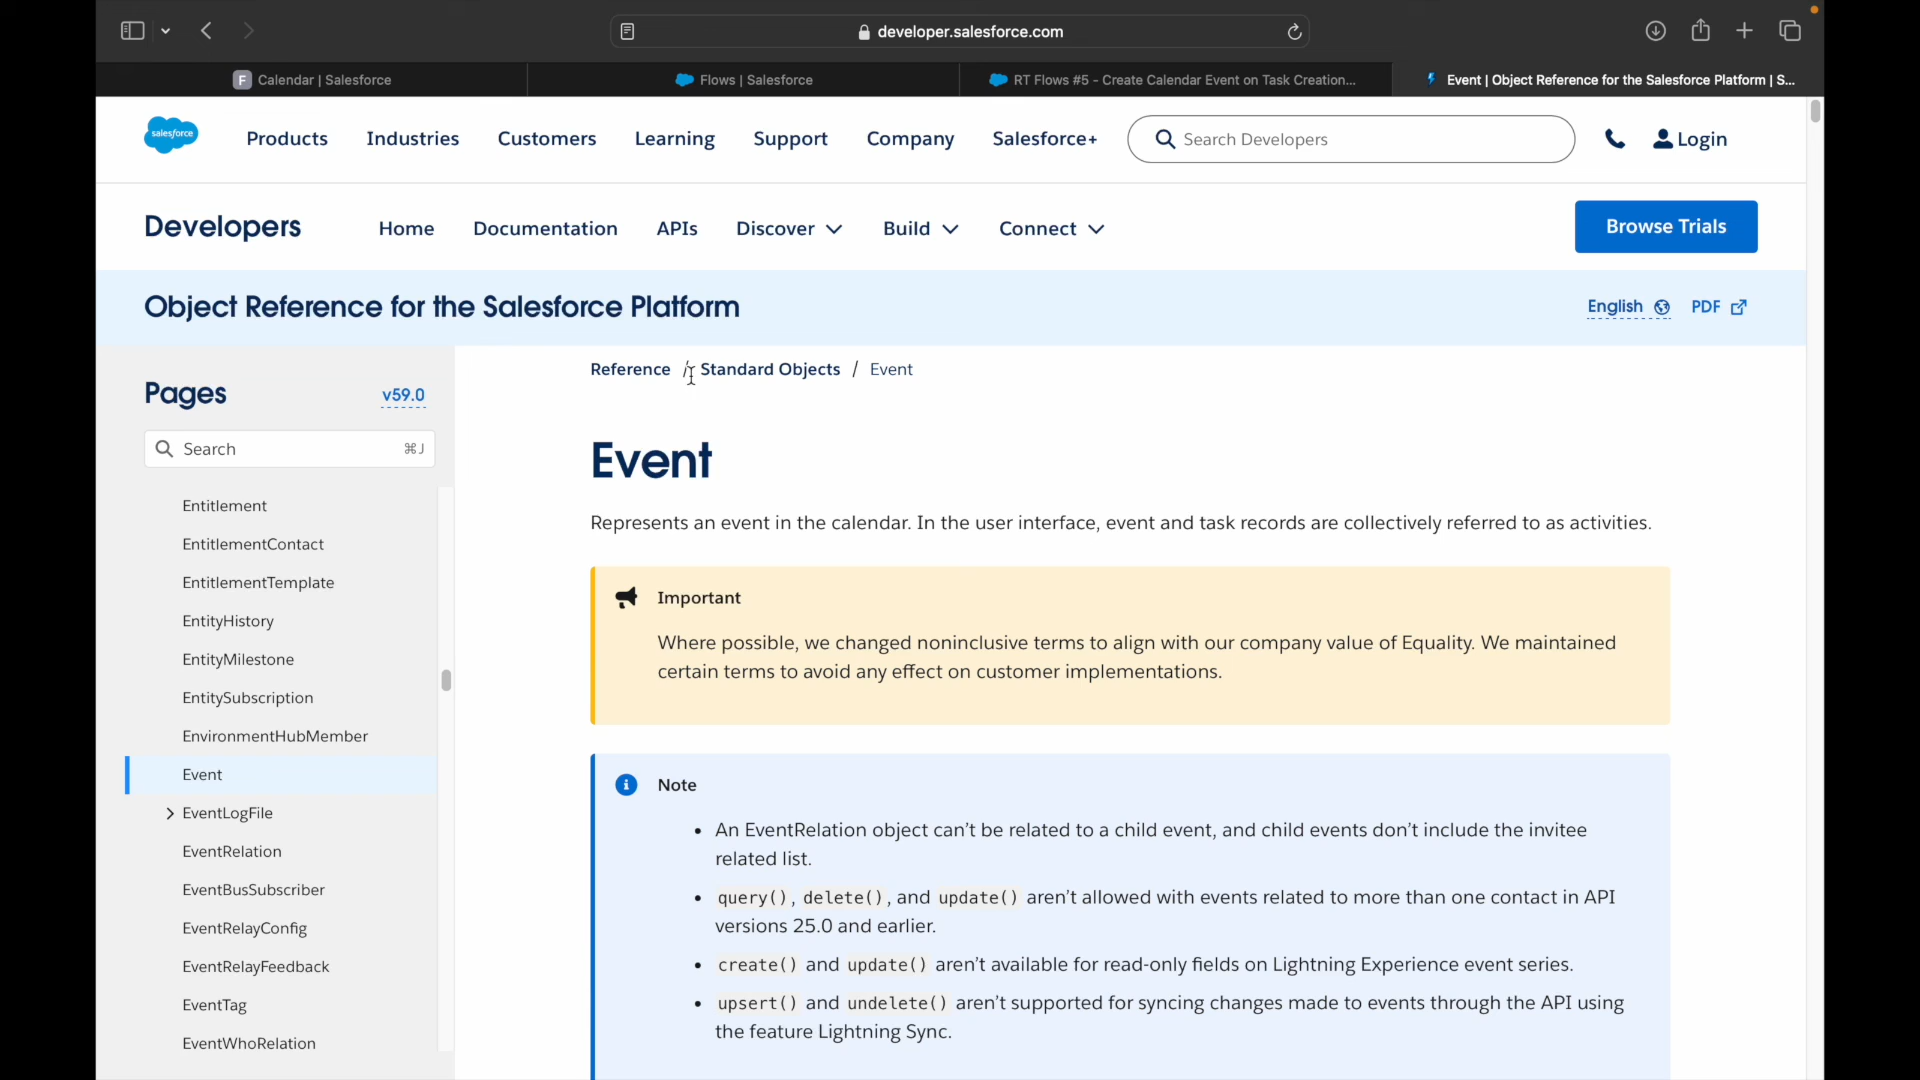 developer.salesforce.com
F Calendar | Salesforce
Flows | Salesforce
RT Flows #5 - Create Calendar Event on Task Creation...
Event | Object Reference for the Salesforce Platform | S...
salesforce
Products
Industries
Customers
Learning
Support
Company
Salesforce+
Search Developers
Login
Developers
Home
Documentation
APIs
Discover
Build
Connect
Browse Trials
Object Reference for the Salesforce Platform
English
PDF
Pages
v59.0
Search ⌘J
Entitlement
EntitlementContact
EntitlementTemplate
EntityHistory
EntityMilestone
EntitySubscription
EnvironmentHubMember
Event
EventLogFile
EventRelation
EventBusSubscriber
EventRelayConfig
EventRelayFeedback
EventTag
EventWhoRelation
Reference / Standard Objects / Event
Event
Represents an event in the calendar. In the user interface, event and task records are collectively referred to as activities.
Important
Where possible, we changed noninclusive terms to align with our company value of Equality. We maintained
certain terms to avoid any effect on customer implementations.
Note
• An EventRelation object can’t be related to a child event, and child events don’t include the invitee
related list.
• query(), delete(), and update() aren’t allowed with events related to more than one contact in API
versions 25.0 and earlier.
• create() and update() aren’t available for read-only fields on Lightning Experience event series.
• upsert() and undelete() aren’t supported for syncing changes made to events through the API using
the feature Lightning Sync.